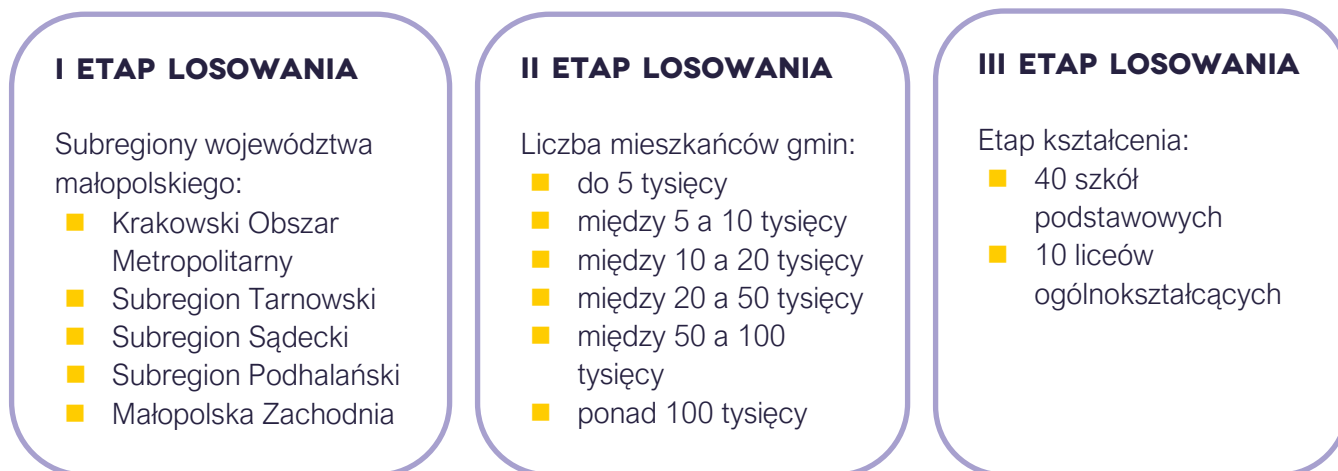 I ETAP LOSOWANIA
Subregiony województwa
małopolskiego:
Krakowski Obszar
Metropolitarny
Subregion Tarnowski
Subregion Sądecki
Subregion Podhalański
Małopolska Zachodnia
II ETAP LOSOWANIA
Liczba mieszkańców gmin:
do 5 tysięcy
między 5 a 10 tysięcy
między 10 a 20 tysięcy
między 20 a 50 tysięcy
między 50 a 100
tysięcy
ponad 100 tysięcy
III ETAP LOSOWANIA
Etap kształcenia:
40 szkół
podstawowych
10 liceów
ogólnokształcących